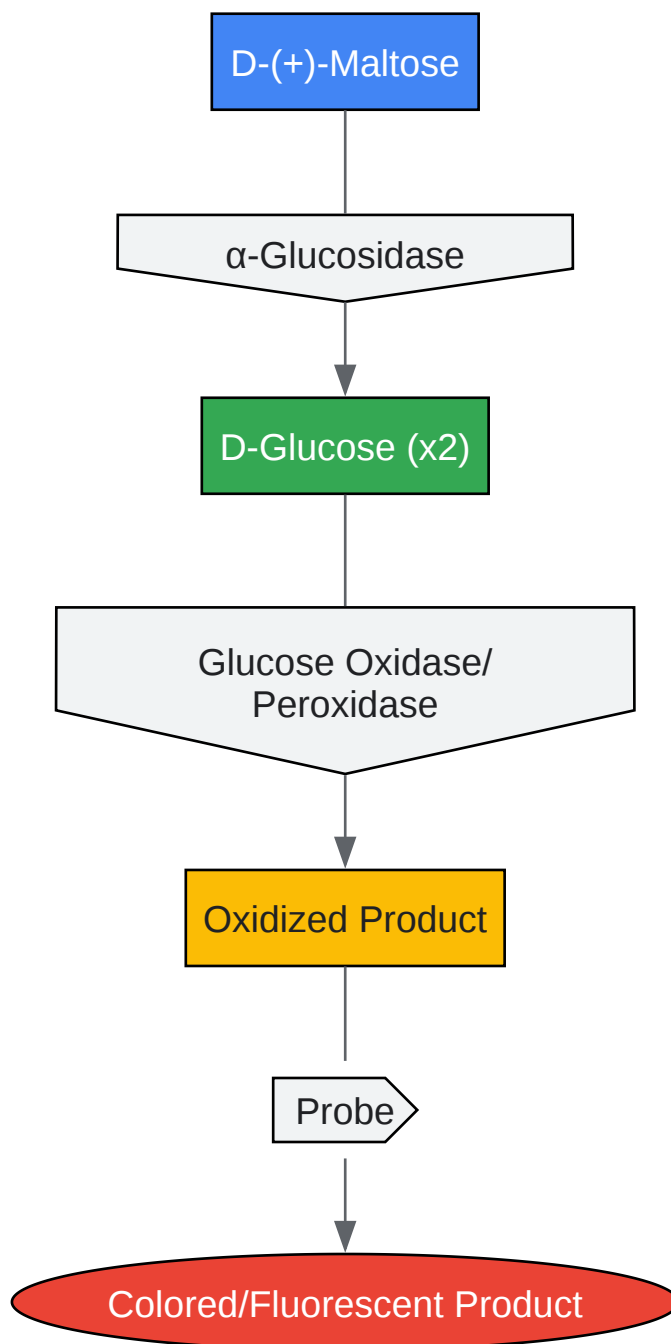 D-(+)-Maltose
α-Glucosidase
D-Glucose (x2)
Glucose Oxidase/
Peroxidase
Oxidized Product
Probe
Colored/Fluorescent Product